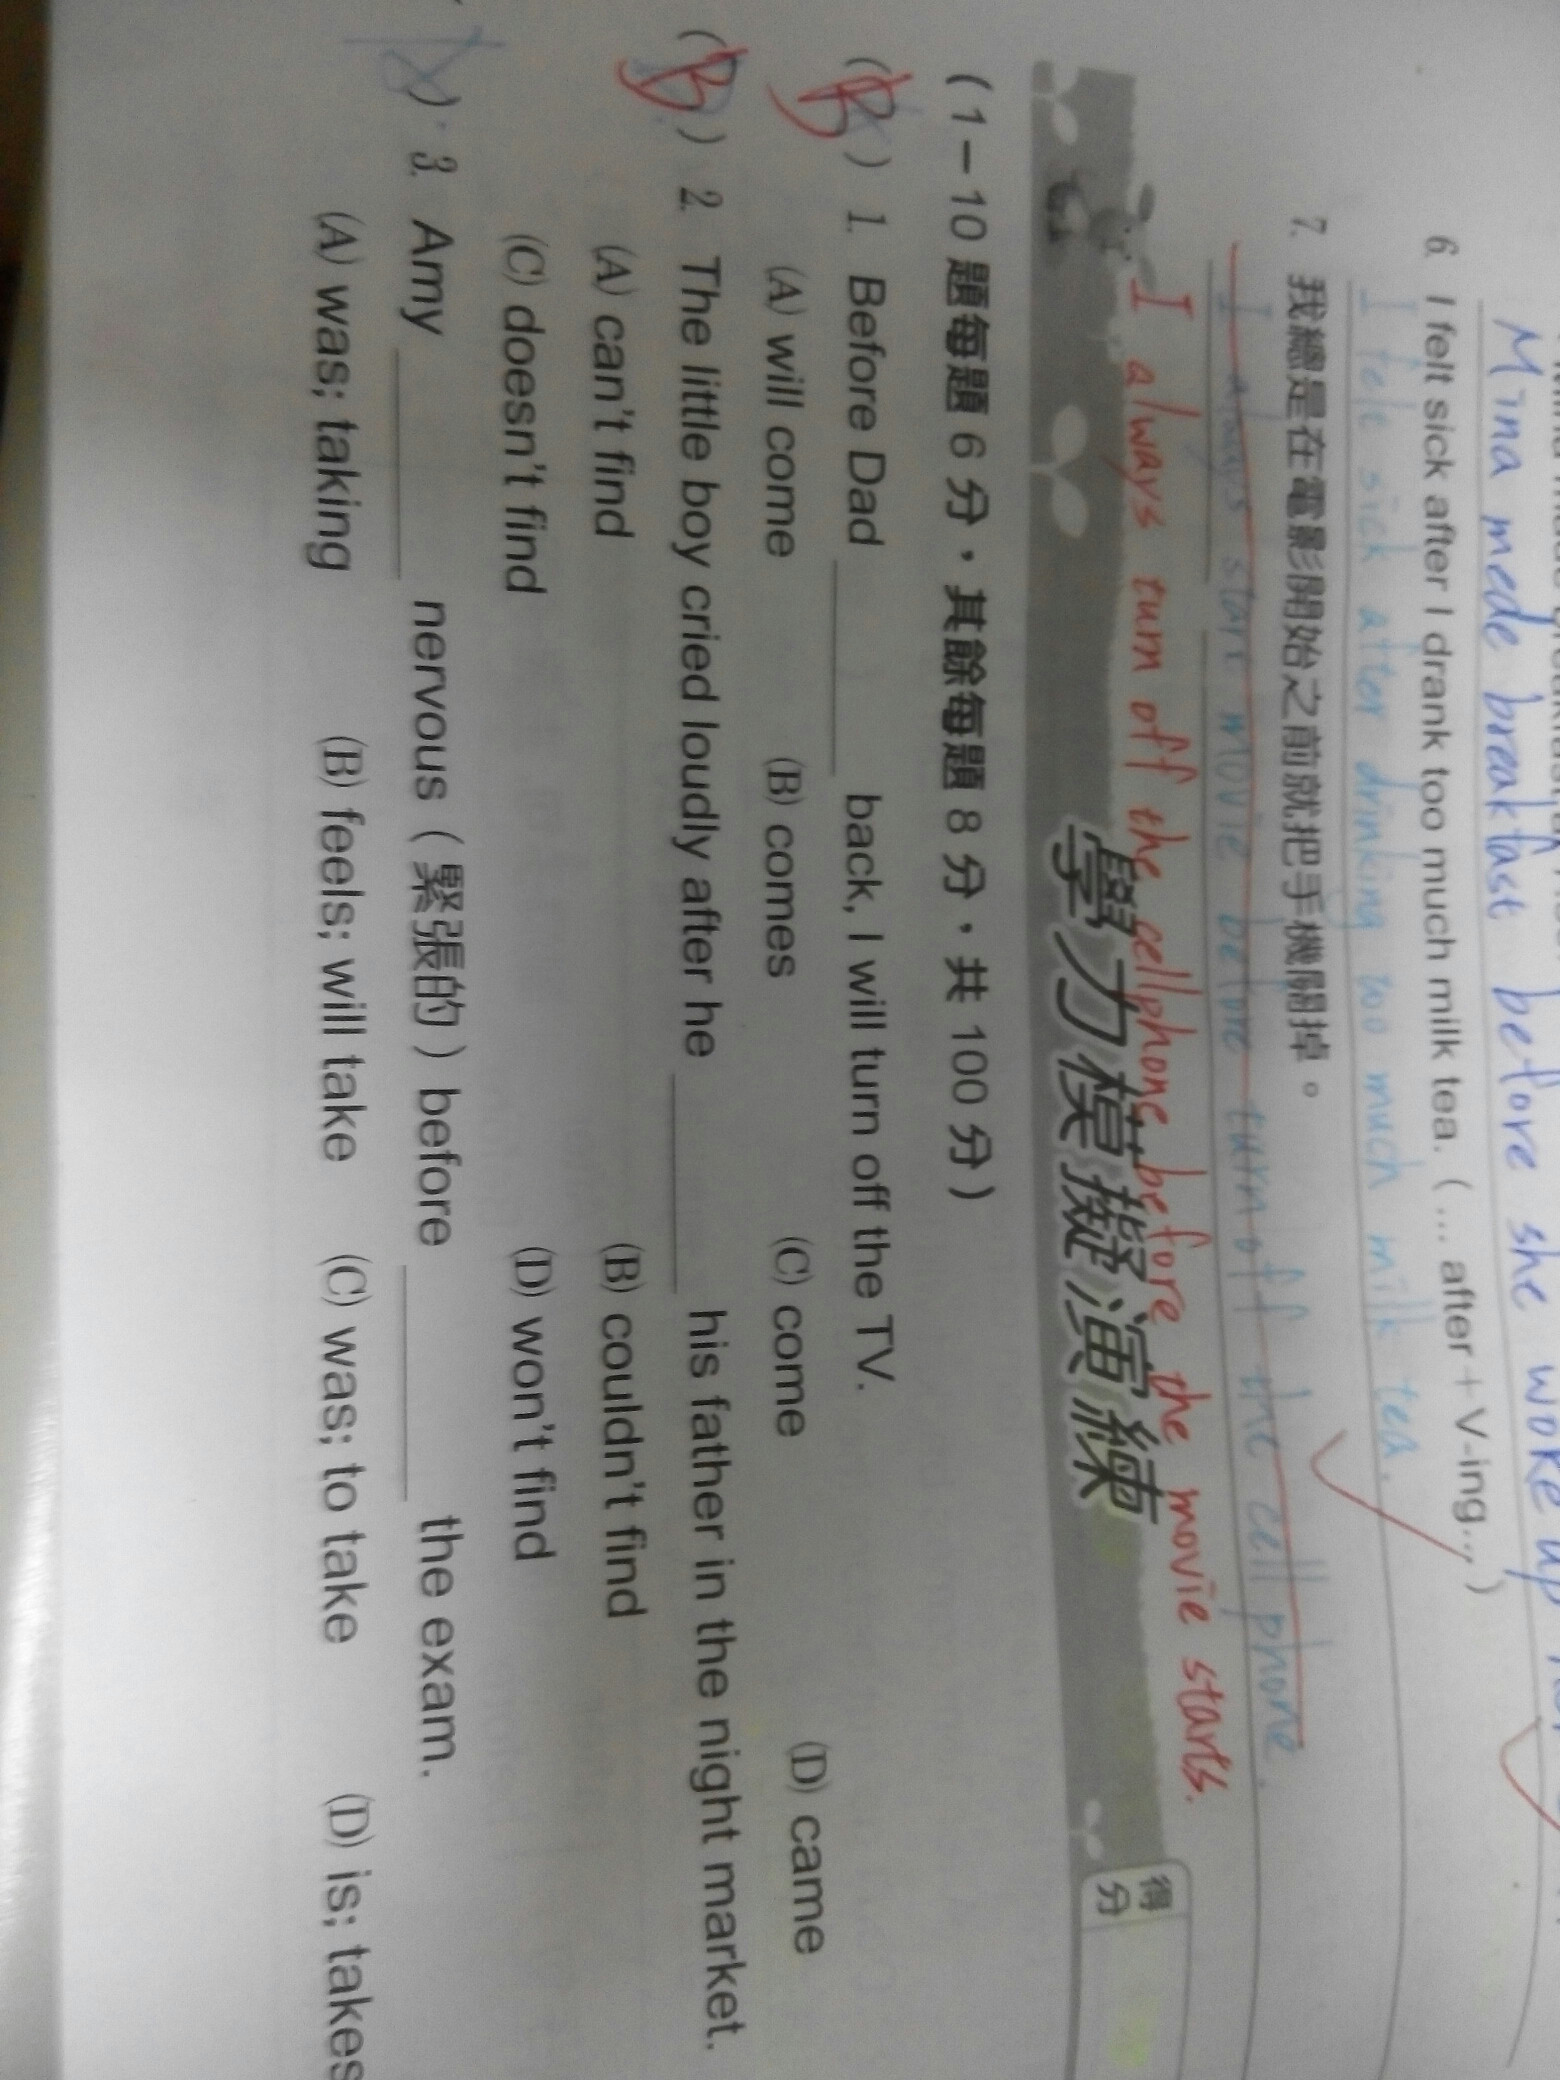 Mina mede breakfast before she woke up
6. I felt sick after I drank too much milk tea. (... after+V-ing...)
I felt sick after drinking too much milk tea.
7. 我總是在電影開始之前就把手機關掉。
I always start movie before turn off the cell phone.
I always turn off the cellphone before the movie starts.
學力模擬演練
得分
(1-10 題每題 6 分,其餘每題 8 分,共 100 分)
(B) 1. Before Dad ______ back, I will turn off the TV.
(A) will come (B) comes (C) come (D) came
(B) 2. The little boy cried loudly after he ______ his father in the night market.
(A) can't find (B) couldn't find
(C) doesn't find (D) won't find
) 3. Amy ______ nervous (緊張的) before ______ the exam.
(A) was; taking (B) feels; will take (C) was; to take (D) is; takes